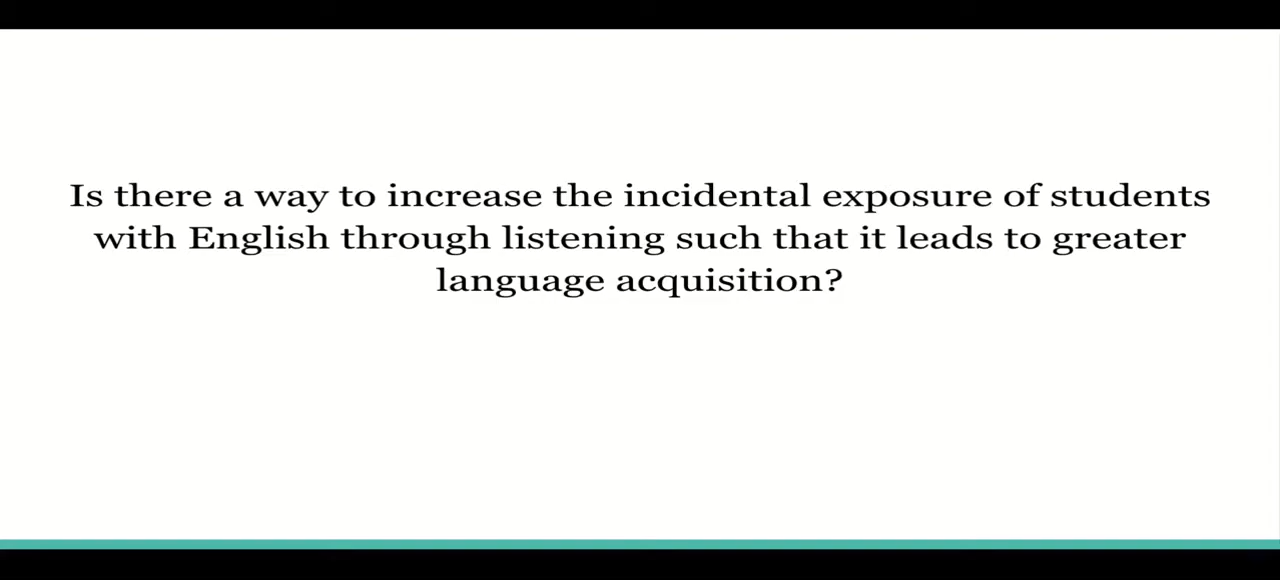 Is there a way to increase the incidental exposure of students
with English through listening such that it leads to greater
language acquisition?